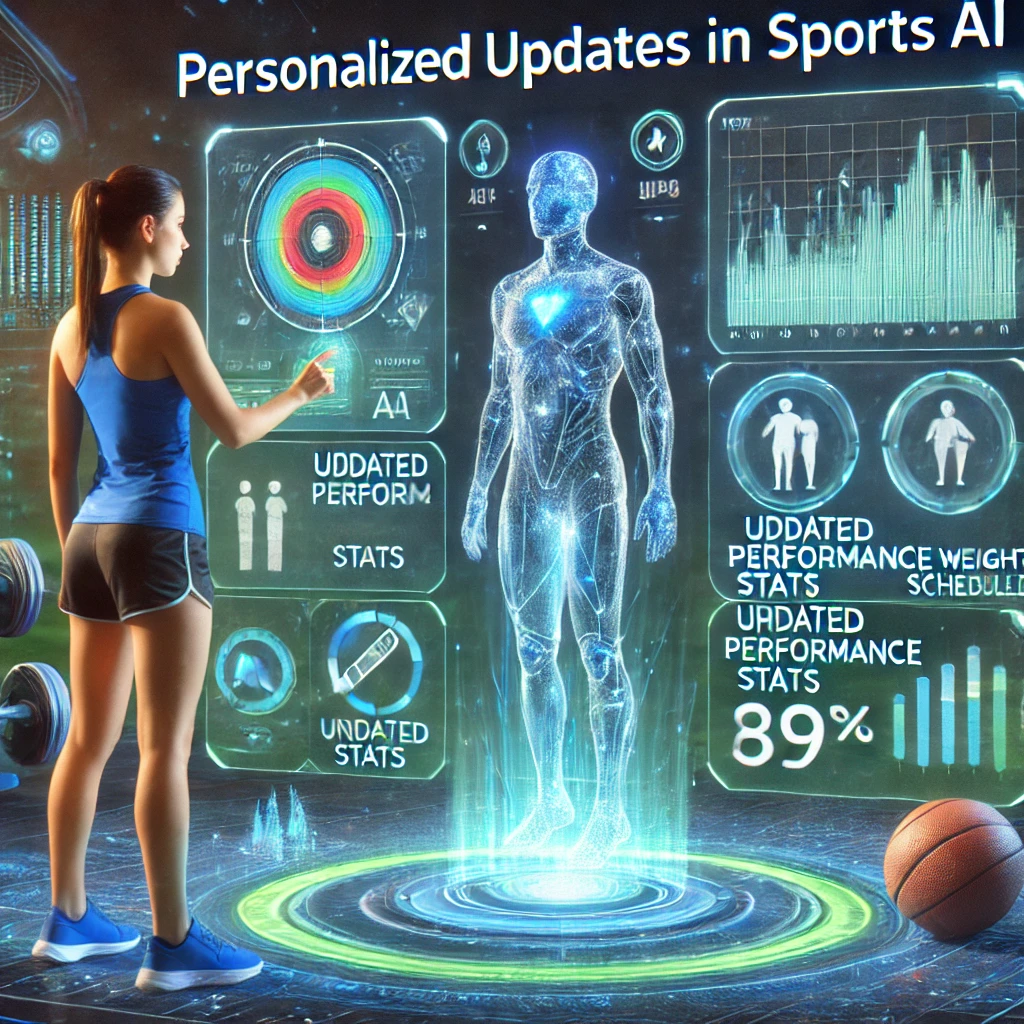 Personalized Updates in Sports AI
AA
UDDATED
PERFORM
STATS
UNDATED
STATS
UDDATED
PERFORMANCE WEIGHT
STATS SCHEDULED
UPDATED
PERFORMANCE
STATS
89%